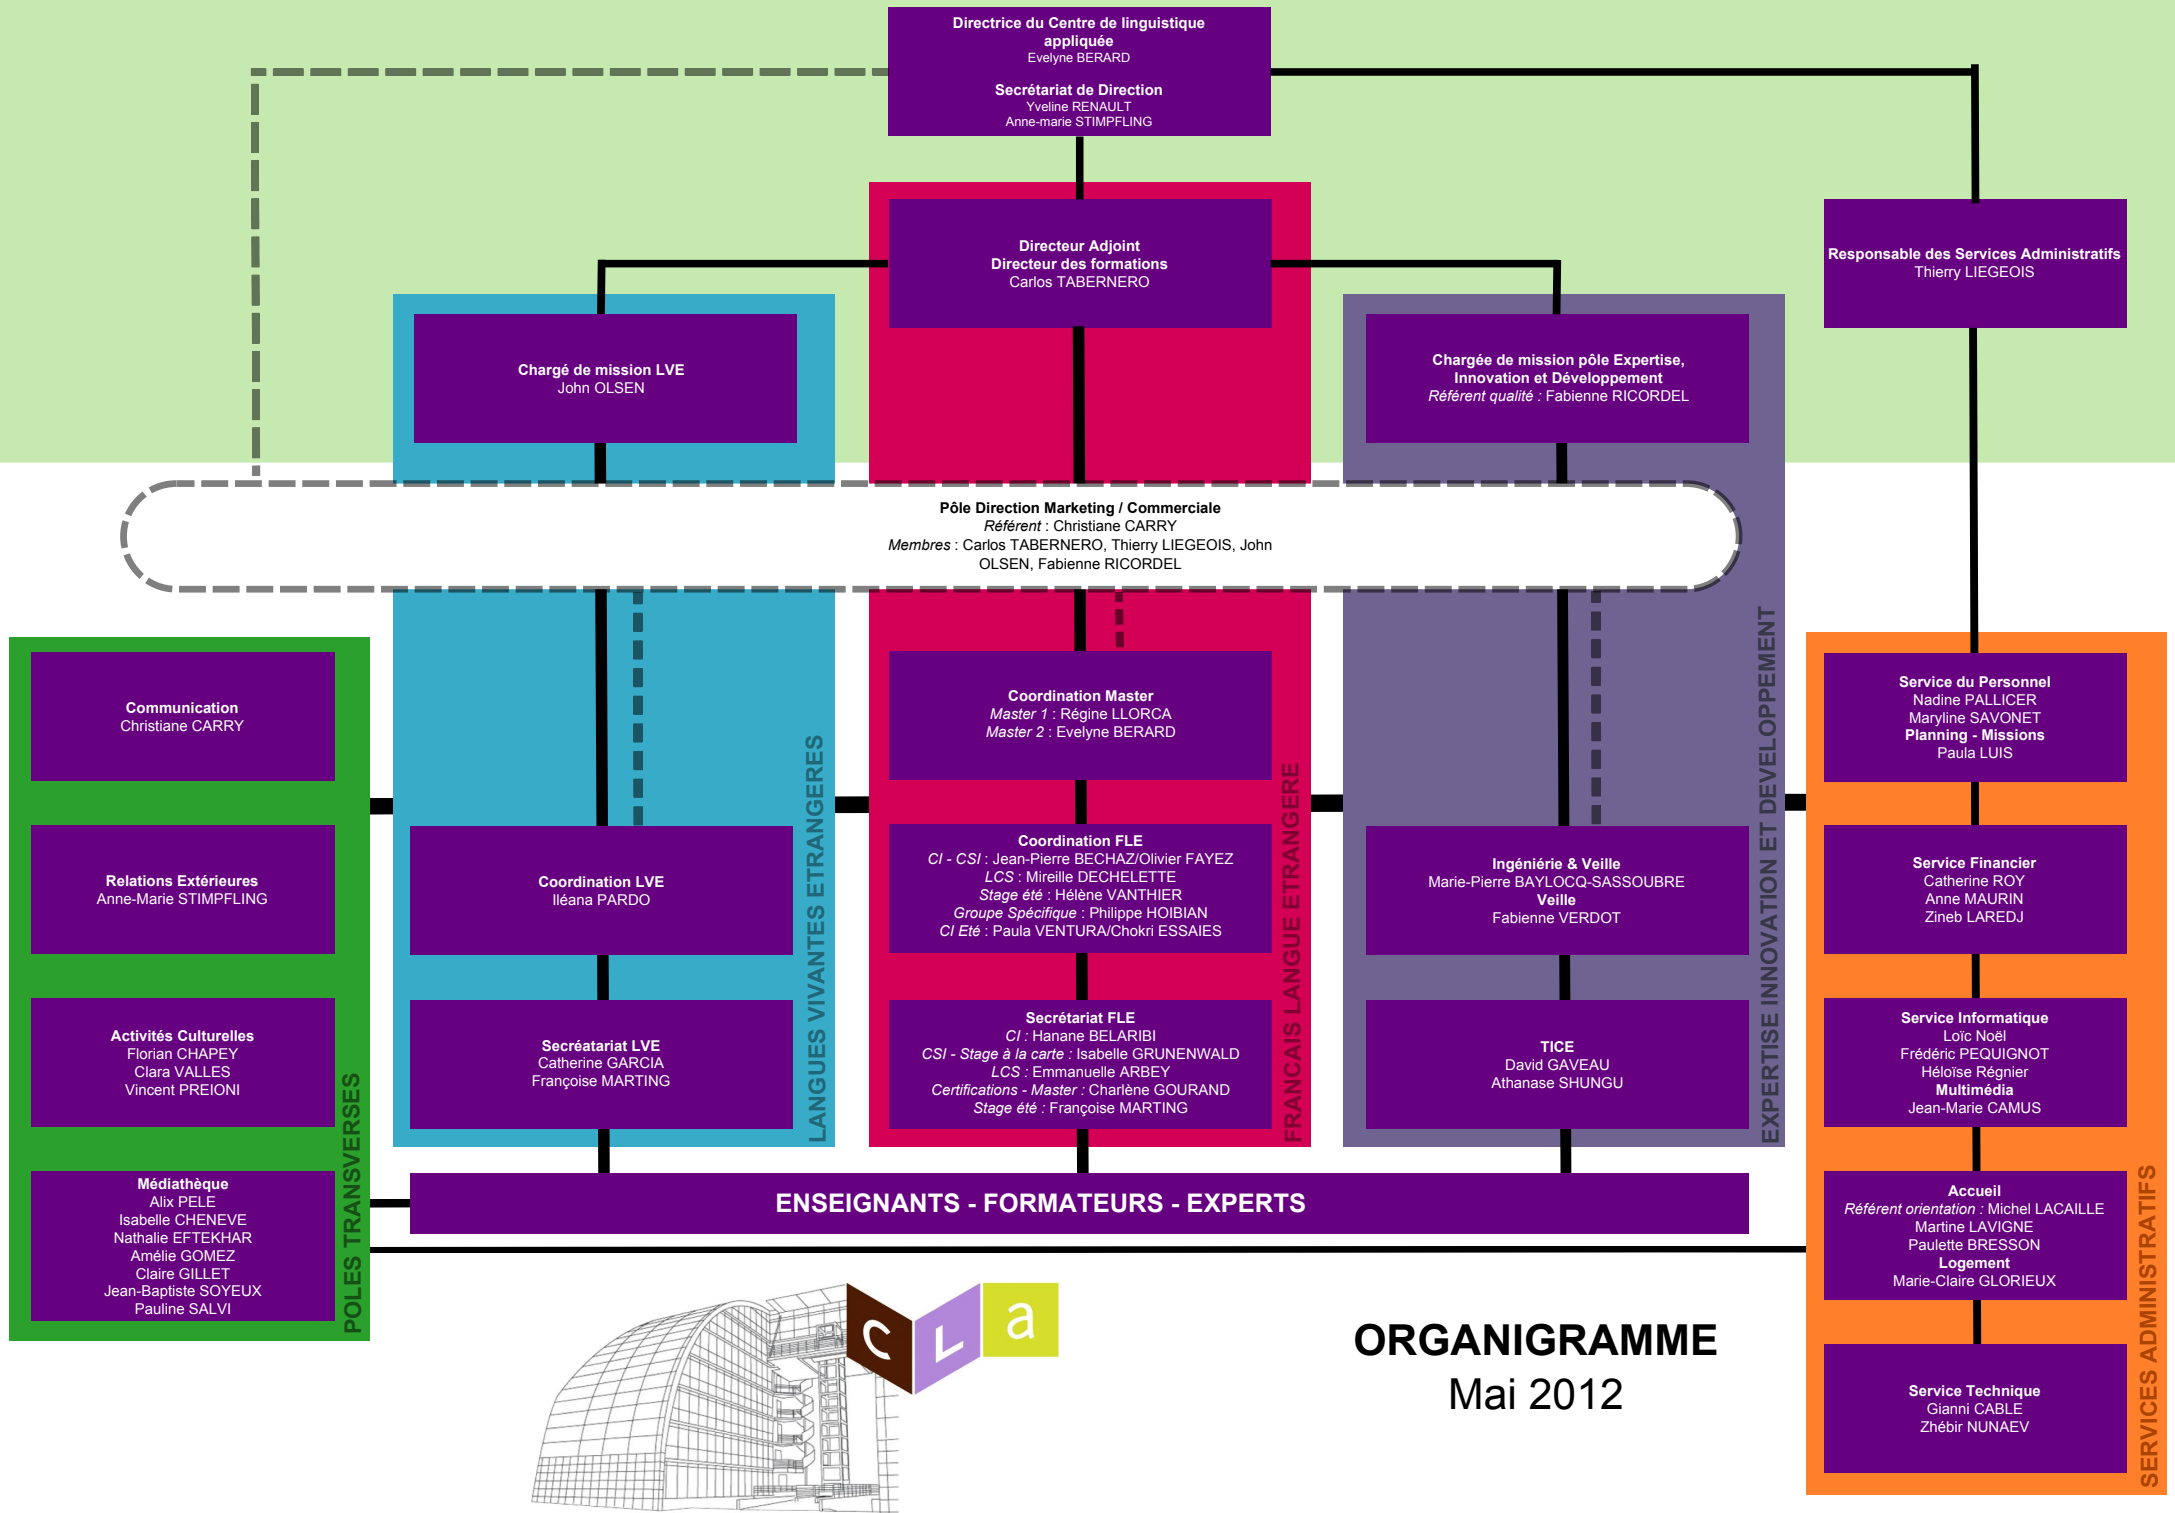 Directrice du Centre de linguistique
appliquée
Evelyne BERARD
Secrétariat de Direction
Yveline RENAULT
Anne-marie STIMPFLING
Directeur Adjoint
Directeur des formations
Carlos TABERNERO
Responsable des Services Administratifs
Thierry LIEGEOIS
Chargé de mission LVE
John OLSEN
Chargée de mission pôle Expertise,
Innovation et Développement
Référent qualité : Fabienne RICORDEL
Pôle Direction Marketing / Commerciale
Référent : Christiane CARRY
Membres : Carlos TABERNERO, Thierry LIEGEOIS, John
OLSEN, Fabienne RICORDEL
Communication
Christiane CARRY
Relations Extérieures
Anne-Marie STIMPFLING
Activités Culturelles
Florian CHAPEY
Clara VALLES
Vincent PREIONI
Médiathèque
Alix PELE
Isabelle CHENEVE
Nathalie EFTEKHAR
Amélie GOMEZ
Claire GILLET
Jean-Baptiste SOYEUX
Pauline SALVI
POLES TRANSVERSES
Coordination LVE
Iléana PARDO
Secréatariat LVE
Catherine GARCIA
Françoise MARTING
LANGUES VIVANTES ETRANGERES
Coordination Master
Master 1 : Régine LLORCA
Master 2 : Evelyne BERARD
Coordination FLE
CI - CSI : Jean-Pierre BECHAZ/Olivier FAYEZ
LCS : Mireille DECHELETTE
Stage été : Hélène VANTHIER
Groupe Spécifique : Philippe HOIBIAN
CI Eté : Paula VENTURA/Chokri ESSAIES
Secrétariat FLE
CI : Hanane BELARIBI
CSI - Stage à la carte : Isabelle GRUNENWALD
LCS : Emmanuelle ARBEY
Certifications - Master : Charlène GOURAND
Stage été : Françoise MARTING
FRANCAIS LANGUE ETRANGERE
Ingéniérie & Veille
Marie-Pierre BAYLOCQ-SASSOUBRE
Veille
Fabienne VERDOT
TICE
David GAVEAU
Athanase SHUNGU
EXPERTISE INNOVATION ET DEVELOPPEMENT
Service du Personnel
Nadine PALLICER
Maryline SAVONET
Planning - Missions
Paula LUIS
Service Financier
Catherine ROY
Anne MAURIN
Zineb LAREDJ
Service Informatique
Loïc Noël
Frédéric PEQUIGNOT
Héloïse Régnier
Multimédia
Jean-Marie CAMUS
Accueil
Référent orientation : Michel LACAILLE
Martine LAVIGNE
Paulette BRESSON
Logement
Marie-Claire GLORIEUX
Service Technique
Gianni CABLE
Zhébir NUNAEV
SERVICES ADMINISTRATIFS
ENSEIGNANTS - FORMATEURS - EXPERTS
CLa
ORGANIGRAMME
Mai 2012